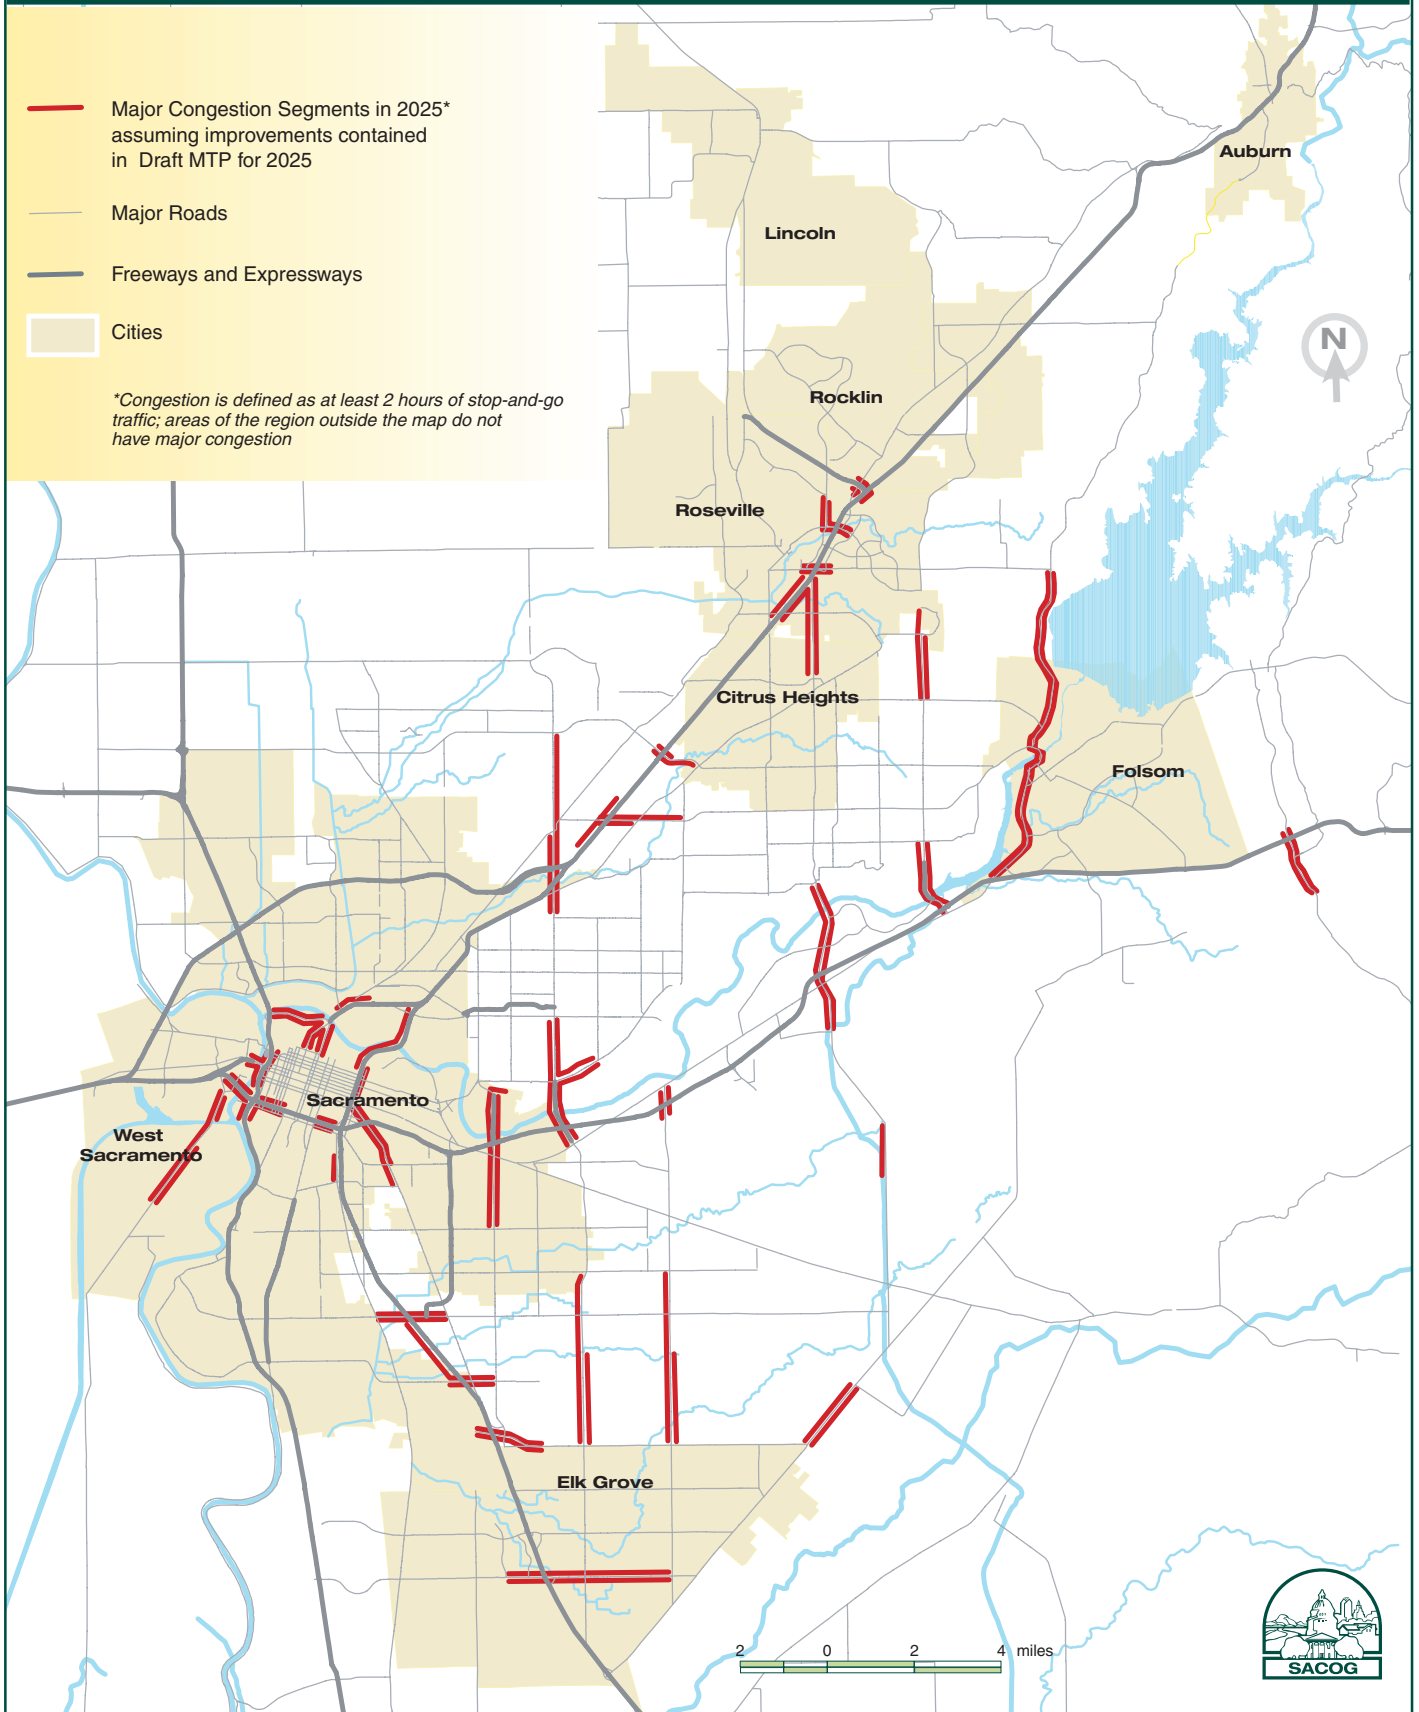 Major Congestion Segments in 2025*
assuming improvements contained
in Draft MTP for 2025
Major Roads
Freeways and Expressways
Cities
*Congestion is defined as at least 2 hours of stop-and-go
traffic; areas of the region outside the map do not
have major congestion
Auburn
Lincoln
N
Rocklin
Roseville
Citrus Heights
Folsom
Sacramento
West
Sacramento
Elk Grove
2 0 2 4 miles
SACOG